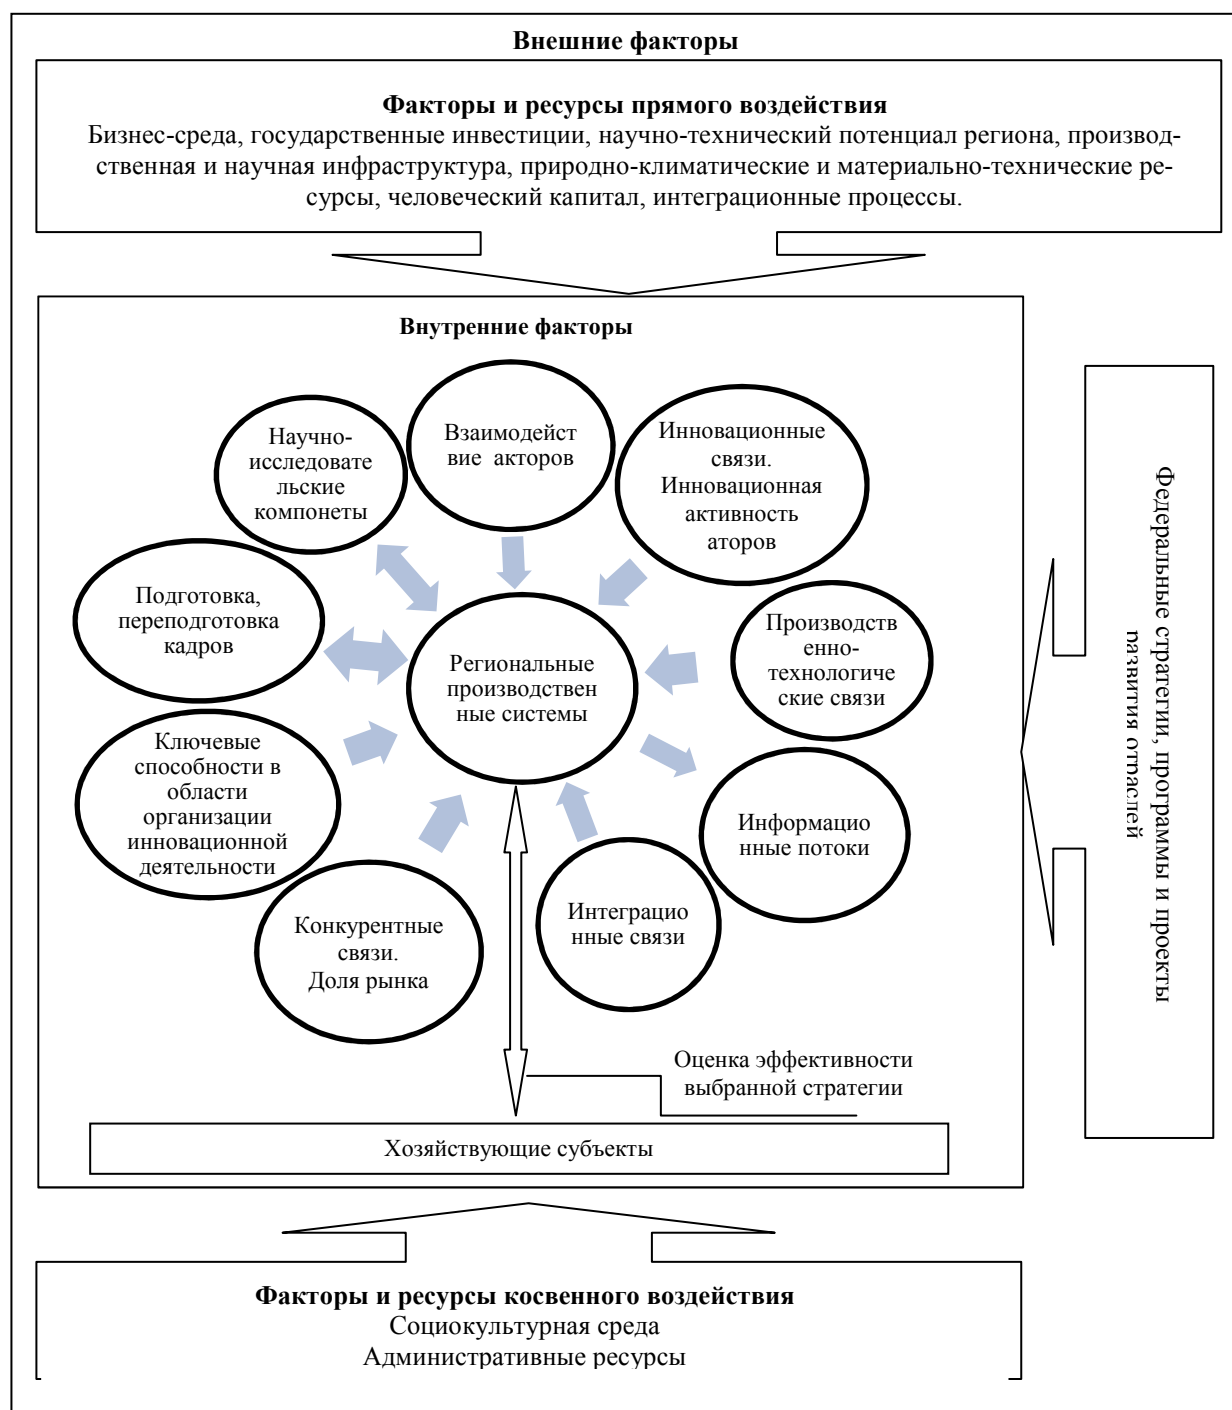 Внешние факторы
Факторы и ресурсы прямого воздействия
Бизнес-среда, государственные инвестиции, научно-технический потенциал региона, производ-
ственная и научная инфраструктура, природно-климатические и материально-технические ре-
сурсы, человеческий капитал, интеграционные процессы.
Внутренние факторы
Научно-
исследовате
льские
компонеты
Взаимодейст
вие акторов
Инновационные
связи.
Инновационная
активность
аторов
Подготовка,
переподготовка
кадров
Региональные
производствен
ные системы
Производств
енно-
технологиче
ские связи
Ключевые
способности в
области
организации
инновационной
деятельности
Информацио
нные потоки
Конкурентные
связи.
Доля рынка
Интеграцио
нные связи
Оценка эффективности
выбранной стратегии
Хозяйствующие субъекты
Федеральные стратегии, программы и проекты
развития отраслей
Факторы и ресурсы косвенного воздействия
Социокультурная среда
Административные ресурсы